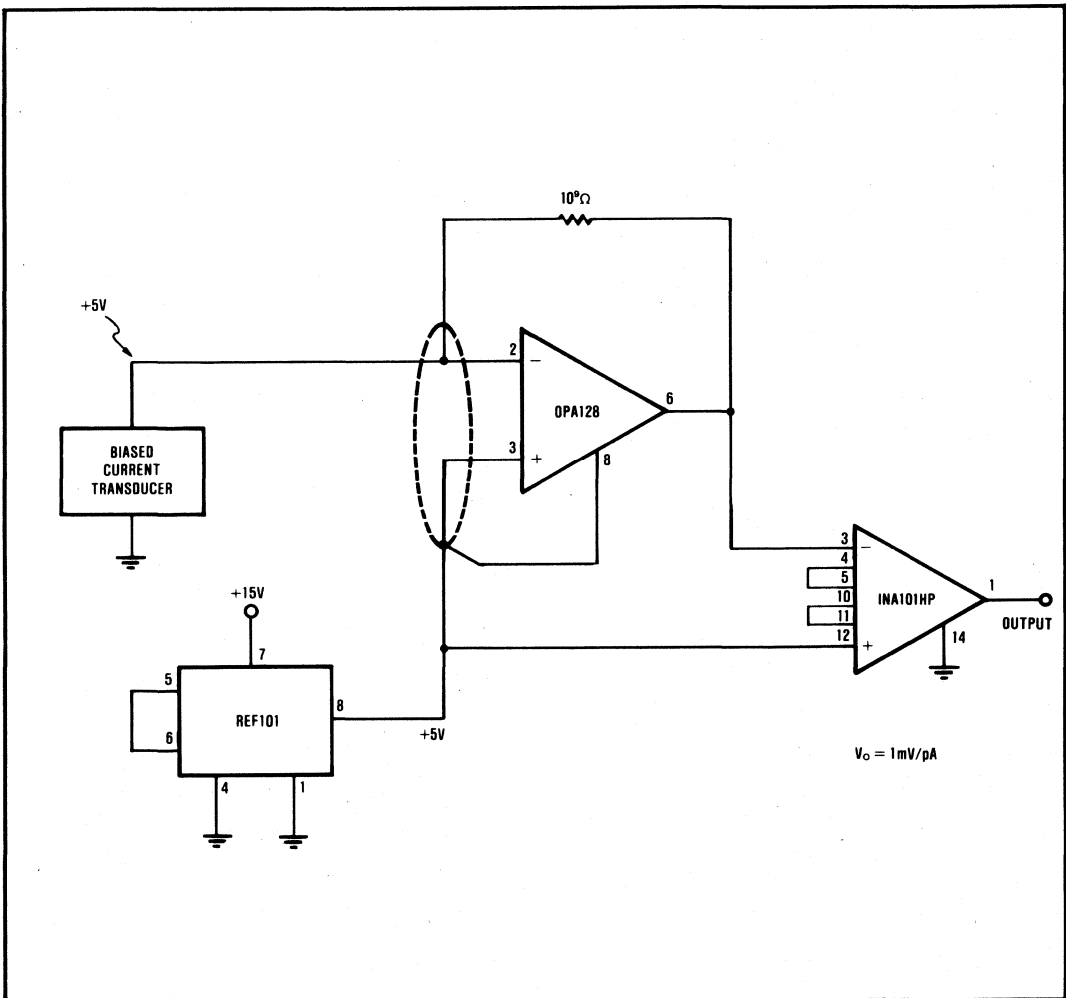 10⁹Ω
+5V
2
−
OPA128
6
3
+
8
BIASED
CURRENT
TRANSDUCER
3
−
4
5
10
11
12
+
INA101HP
1
OUTPUT
14
+15V
7
5
6
REF101
8
+5V
4
1
Vo = 1mV/pA